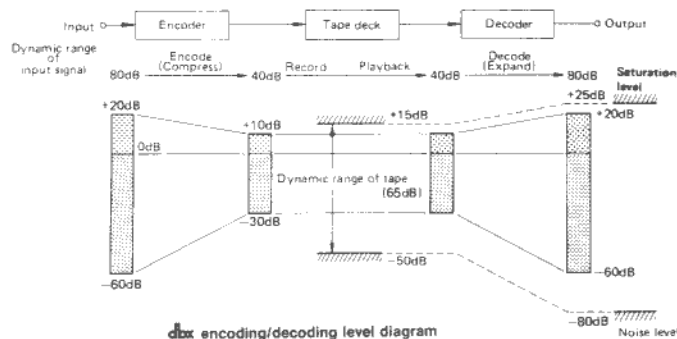 Input
Encoder
Tape deck
Decoder
Output
Dynamic range
of
input signal
80dB
Encode
(Compress)
40dB
Record
Playback
40dB
Decode
(Expand)
80dB
+20dB
0dB
−60dB
+10dB
−30dB
+15dB
Dynamic range of tape
(65dB)
−50dB
+25dB
Saturation
level
+20dB
−60dB
−80dB
Noise level
dbx encoding/decoding level diagram